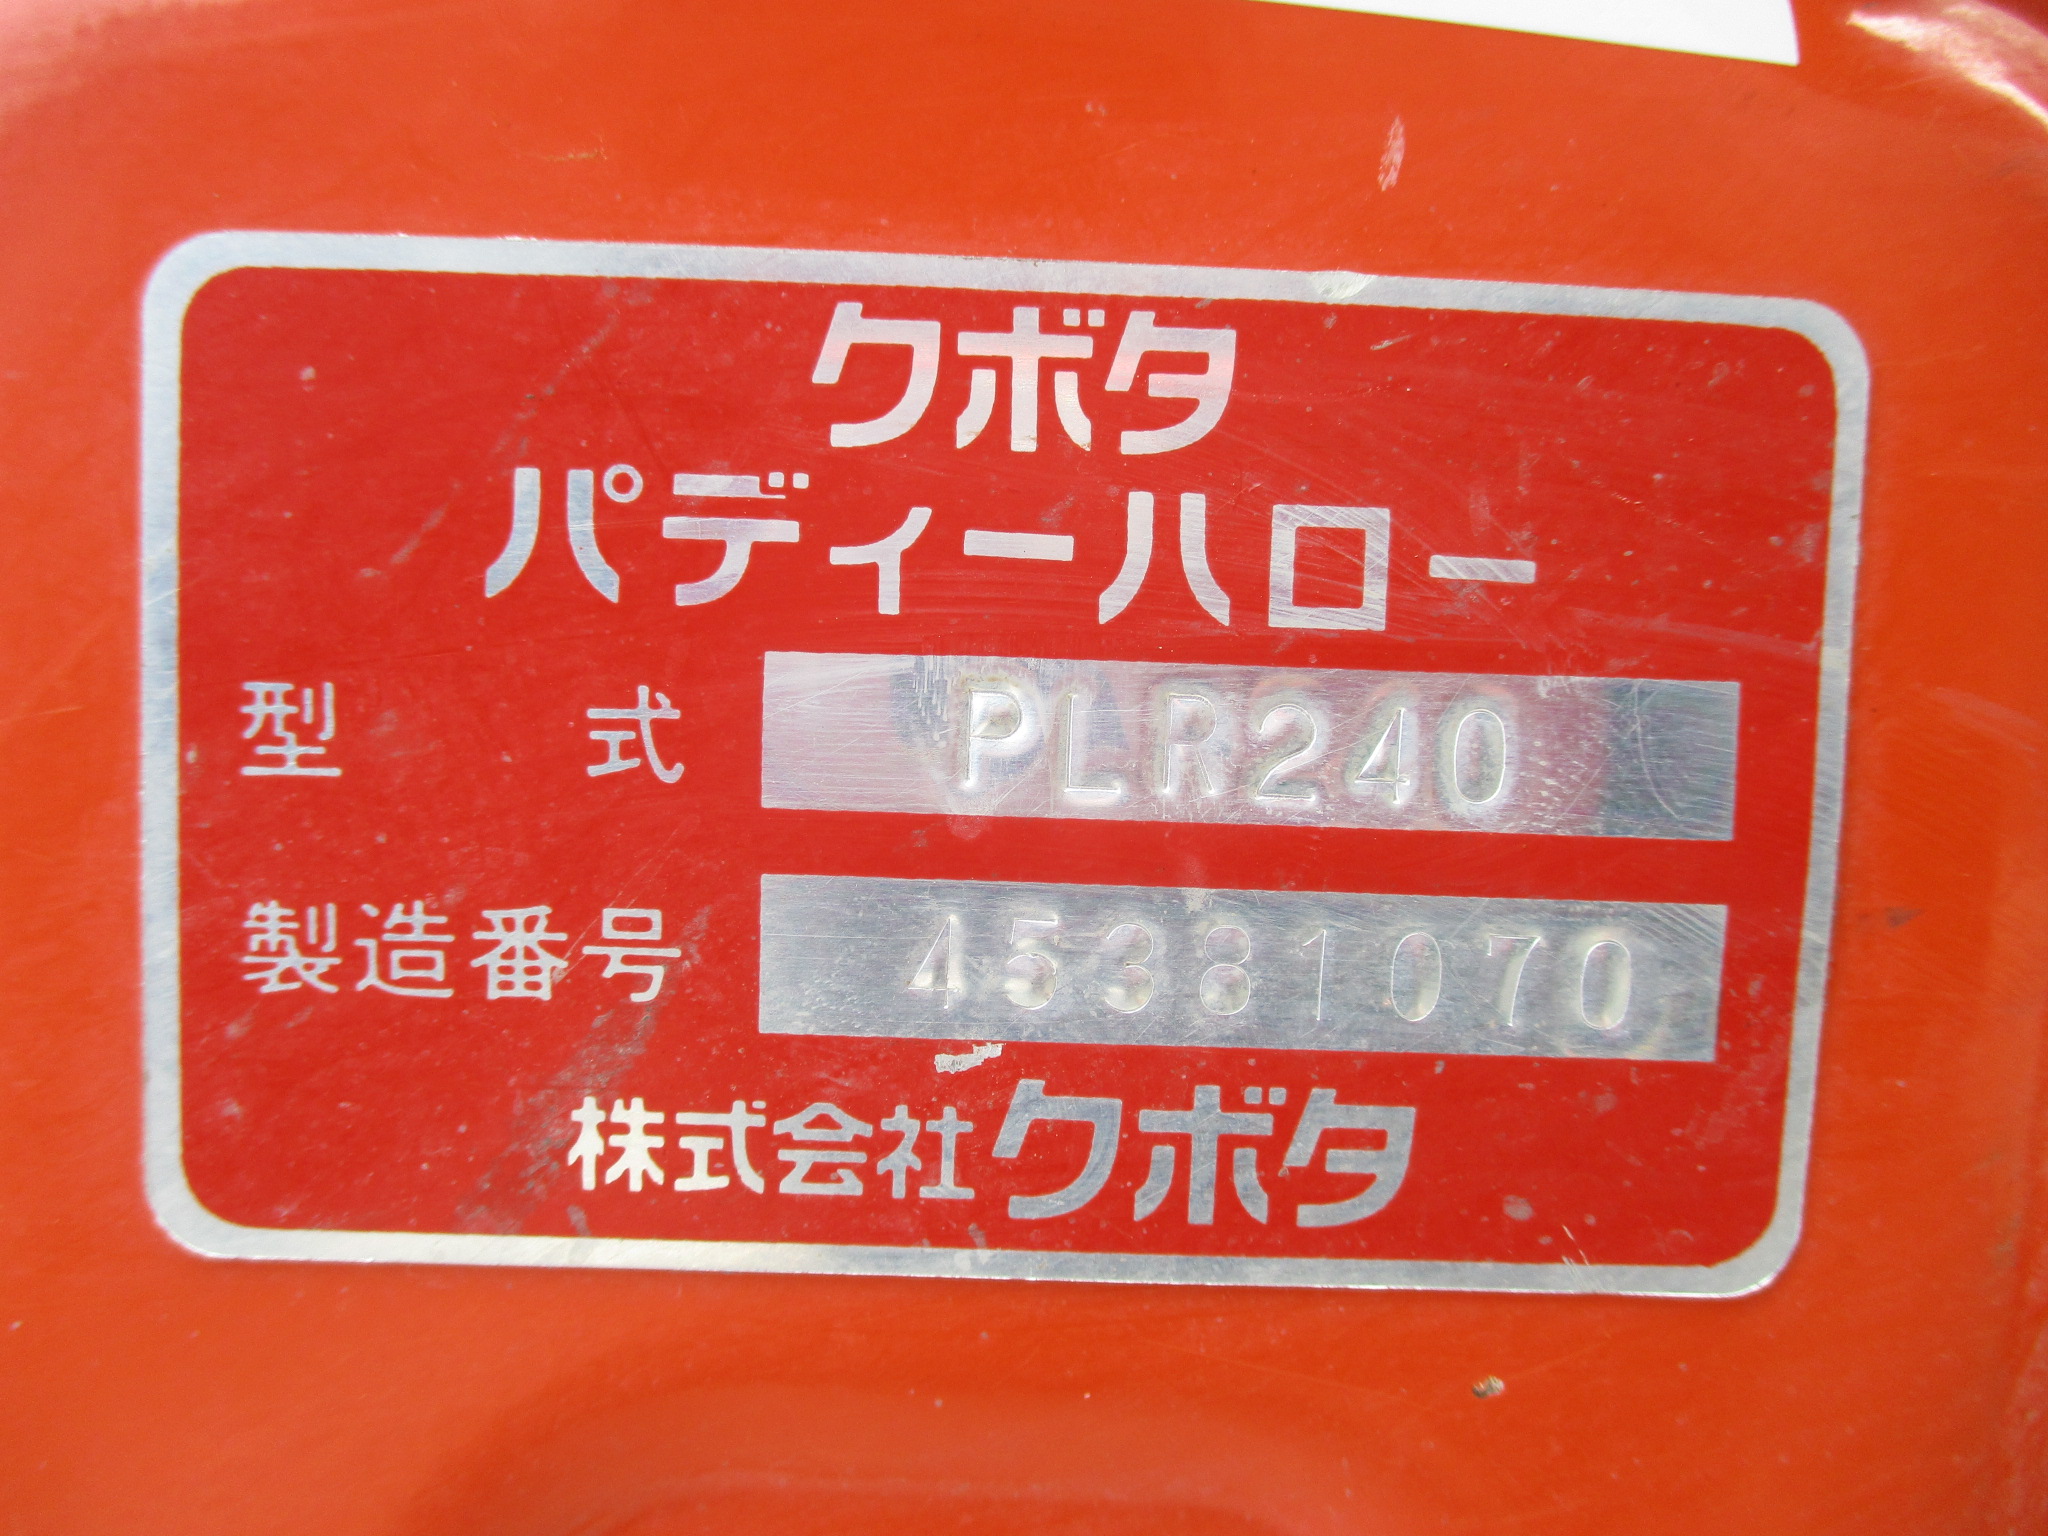 クボタ
パディーハロー
型式 PLR240
製造番号 45381070
株式会社クボタ